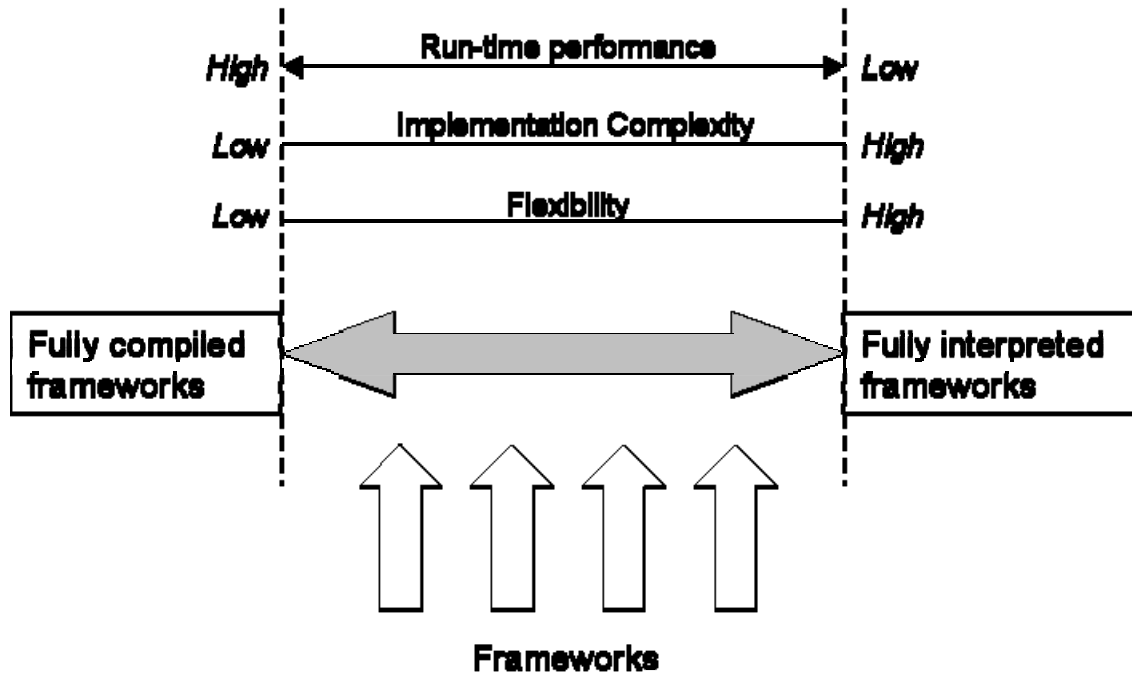 Run-time performance
High Low
Implementation Complexity
Low High
Flexibility
Low High
Fully compiled
frameworks
Fully interpreted
frameworks
Frameworks